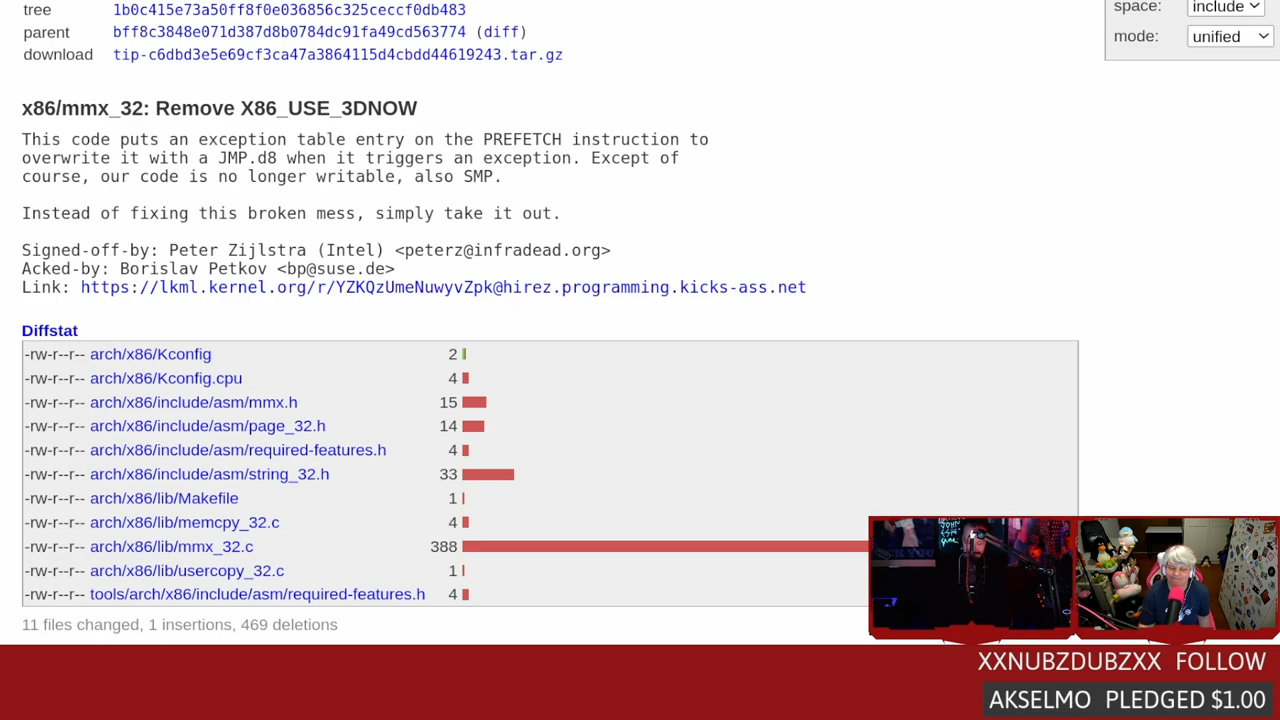 tree 1b0c415e73a50ff8f0e036856c325ceccf0db483
parent bff8c3848e071d387d8b0784dc91fa49cd563774 (diff)
download tip-c6dbd3e5e69cf3ca47a3864115d4cbdd44619243.tar.gz
space: include
mode: unified
x86/mmx_32: Remove X86_USE_3DNOW
This code puts an exception table entry on the PREFETCH instruction to
overwrite it with a JMP.d8 when it triggers an exception. Except of
course, our code is no longer writable, also SMP.
Instead of fixing this broken mess, simply take it out.
Signed-off-by: Peter Zijlstra (Intel) <peterz@infradead.org>
Acked-by: Borislav Petkov <bp@suse.de>
Link: https://lkml.kernel.org/r/YZKQzUmeNuwyvZpk@hirez.programming.kicks-ass.net
Diffstat
-rw-r--r-- arch/x86/Kconfig 2
-rw-r--r-- arch/x86/Kconfig.cpu 4
-rw-r--r-- arch/x86/include/asm/mmx.h 15
-rw-r--r-- arch/x86/include/asm/page_32.h 14
-rw-r--r-- arch/x86/include/asm/required-features.h 4
-rw-r--r-- arch/x86/include/asm/string_32.h 33
-rw-r--r-- arch/x86/lib/Makefile 1
-rw-r--r-- arch/x86/lib/memcpy_32.c 4
-rw-r--r-- arch/x86/lib/mmx_32.c 388
-rw-r--r-- arch/x86/lib/usercopy_32.c 1
-rw-r--r-- tools/arch/x86/include/asm/required-features.h 4
11 files changed, 1 insertions, 469 deletions
XXNUBZDUBZXX FOLLOW
AKSELMO PLEDGED $1.00